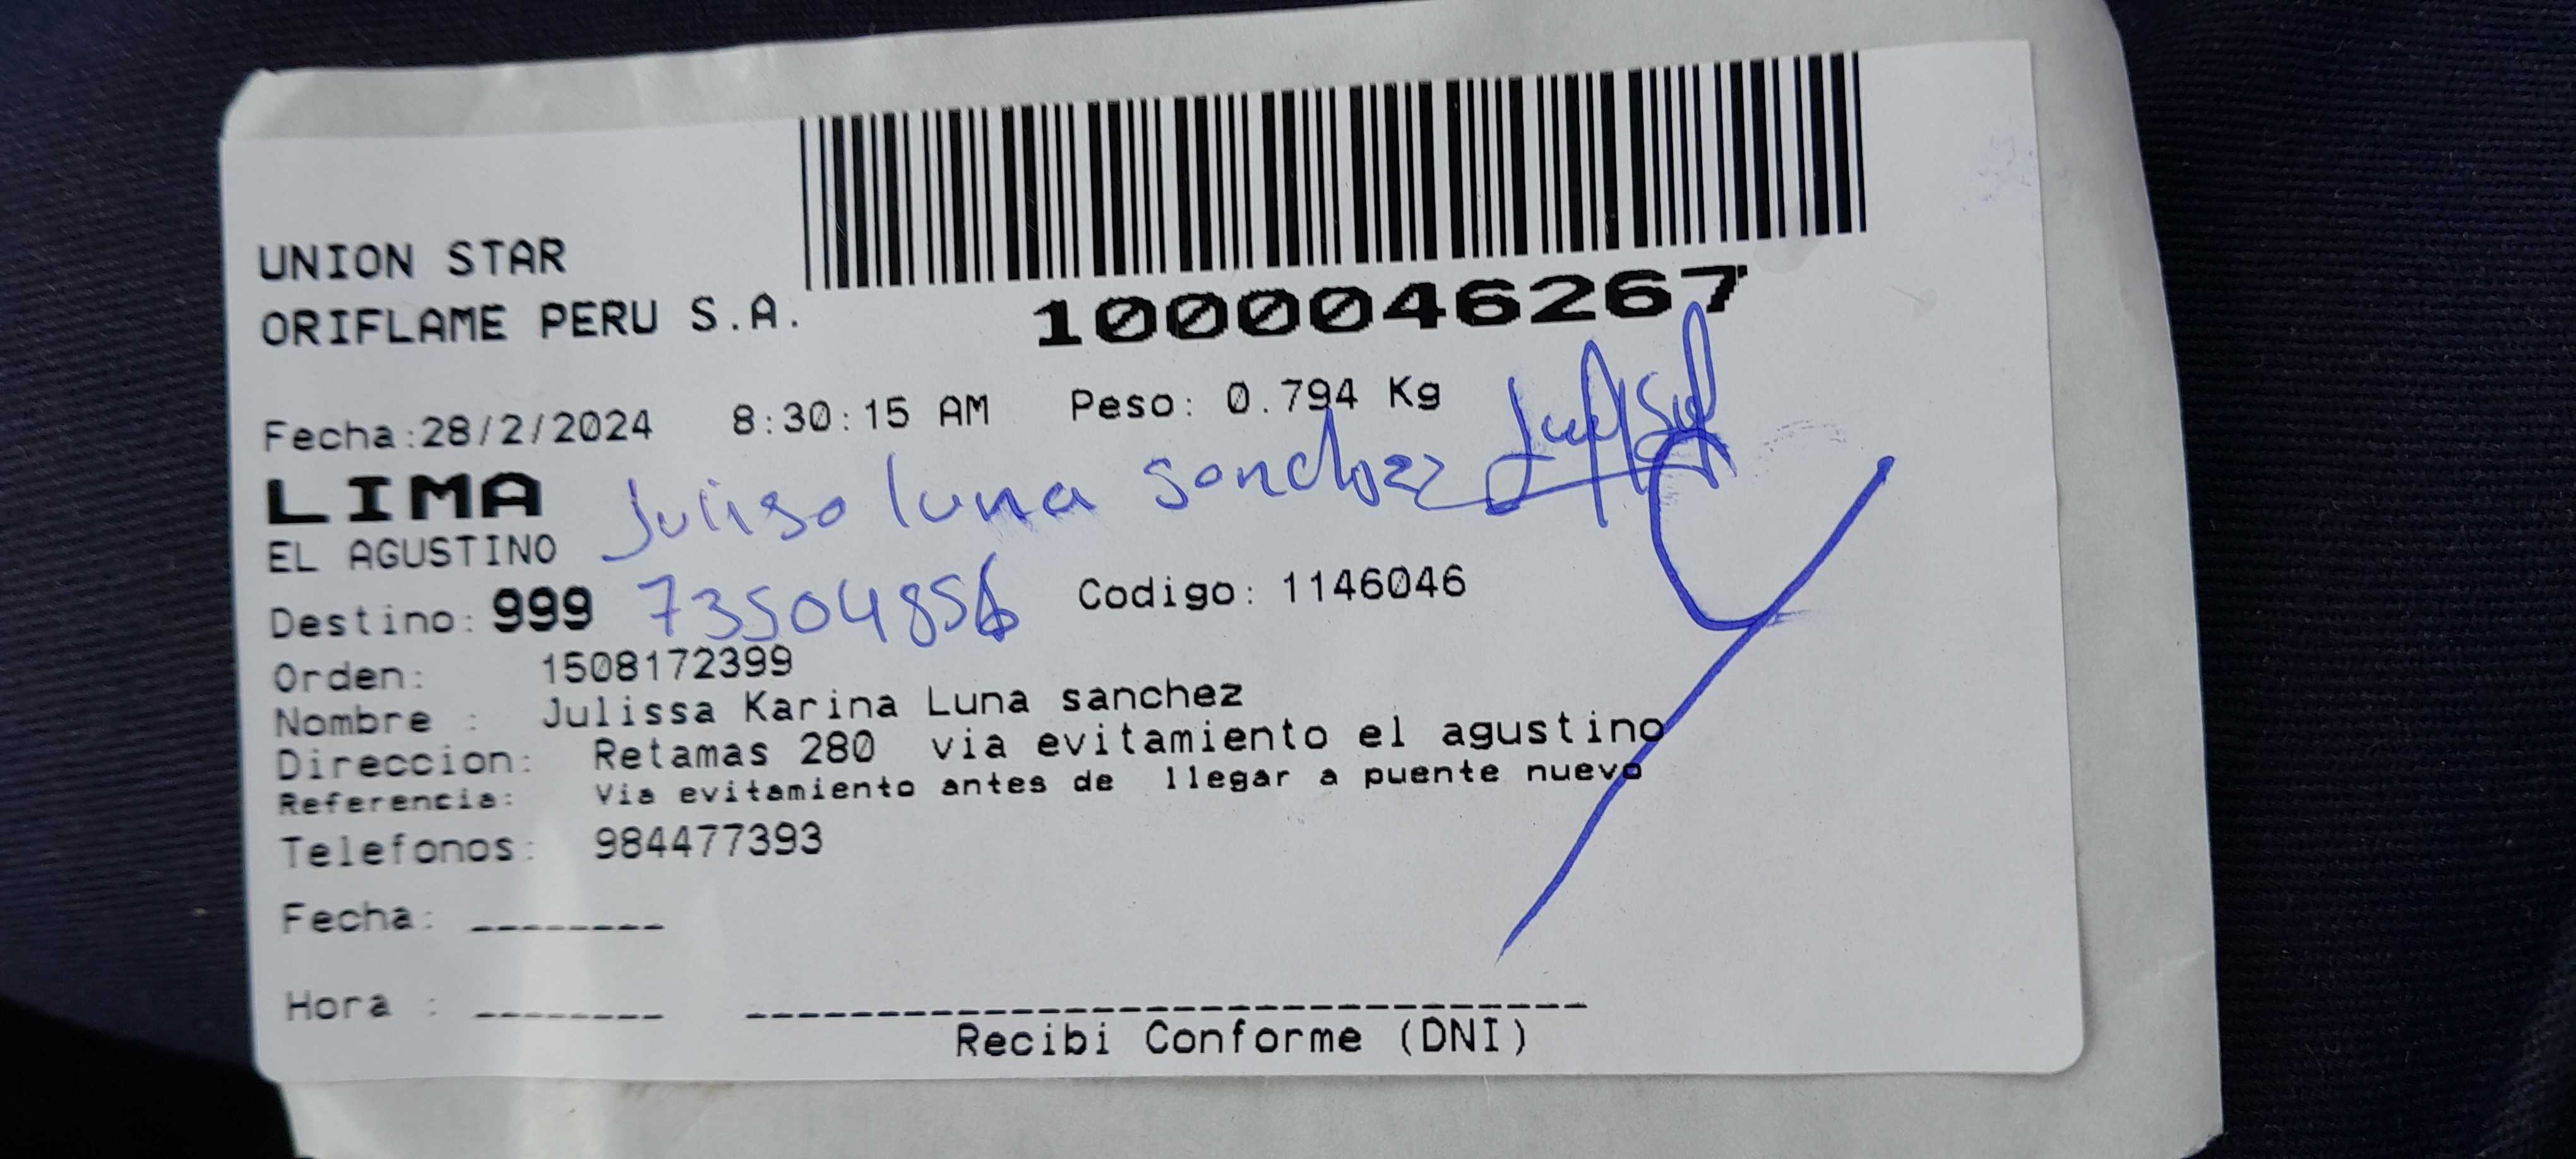 UNION STAR
ORIFLAME PERU S.A.
1000046267
Fecha:28/2/2024 8:30:15 AM Peso: 0.794 Kg
LIMA Juliso luna sanchez
EL AGUSTINO
Destino: 999 73504856 Codigo: 1146046
Orden: 1508172399
Nombre : Julissa Karina Luna sanchez
Direccion: Retamas 280 via evitamiento el agustino
Referencia: Via evitamiento antes de llegar a puente nuevo
Telefonos: 984477393
Fecha: ________
Hora : ________
Recibi Conforme (DNI)